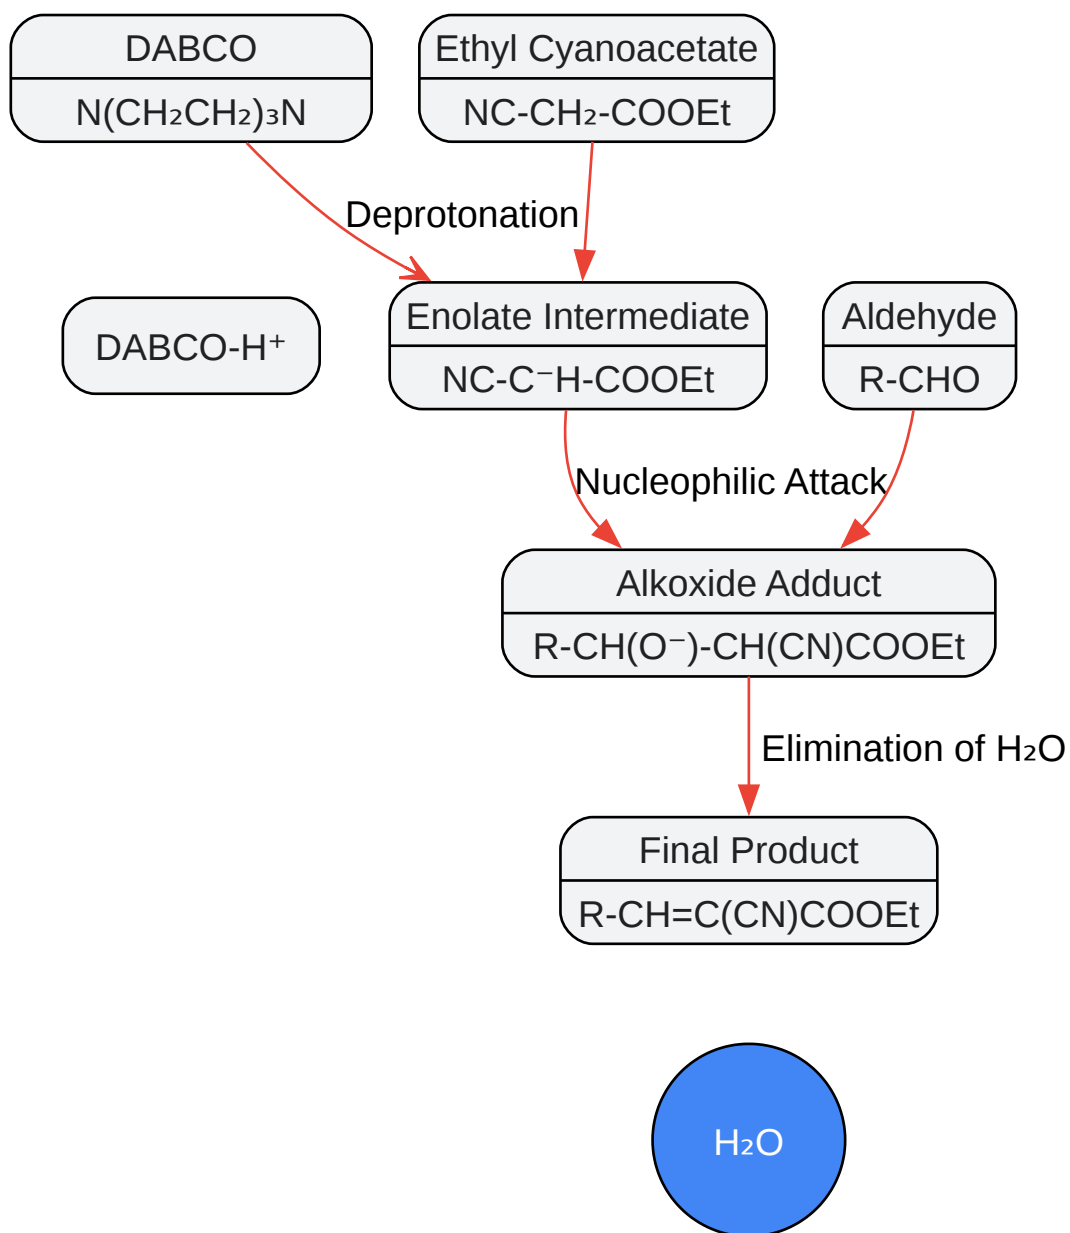 DABCO
N(CH₂CH₂)₃N
Ethyl Cyanoacetate
NC-CH₂-COOEt
Deprotonation
DABCO-H⁺
Enolate Intermediate
NC-C⁻H-COOEt
Aldehyde
R-CHO
Nucleophilic Attack
Alkoxide Adduct
R-CH(O⁻)-CH(CN)COOEt
Elimination of H₂O
Final Product
R-CH=C(CN)COOEt
H₂O